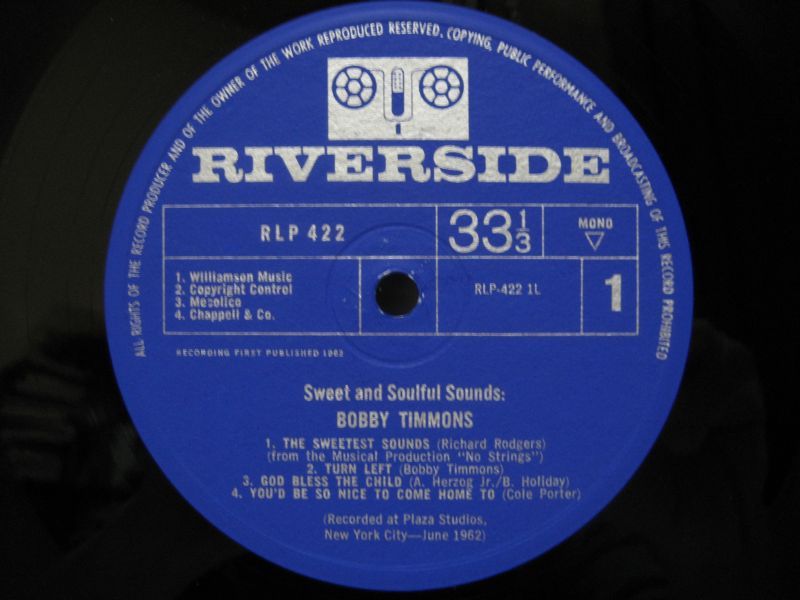 ALL RIGHTS OF THE RECORD PRODUCER AND OF THE OWNER OF THE WORK REPRODUCED RESERVED. COPYING, PUBLIC PERFORMANCE AND BROADCASTING OF THIS RECORD PROHIBITED
RIVERSIDE
RLP 422
33 1/3
MONO
1. Williamson Music
2. Copyright Control
3. Mecolico
4. Chappell & Co.
RLP-422 1L
1
RECORDING FIRST PUBLISHED 1962
Sweet and Soulful Sounds:
BOBBY TIMMONS
1. THE SWEETEST SOUNDS (Richard Rodgers)
(from the Musical Production "No Strings")
2. TURN LEFT (Bobby Timmons)
3. GOD BLESS THE CHILD (A. Herzog Jr./B. Holiday)
4. YOU'D BE SO NICE TO COME HOME TO (Cole Porter)
(Recorded at Plaza Studios,
New York City—June 1962)